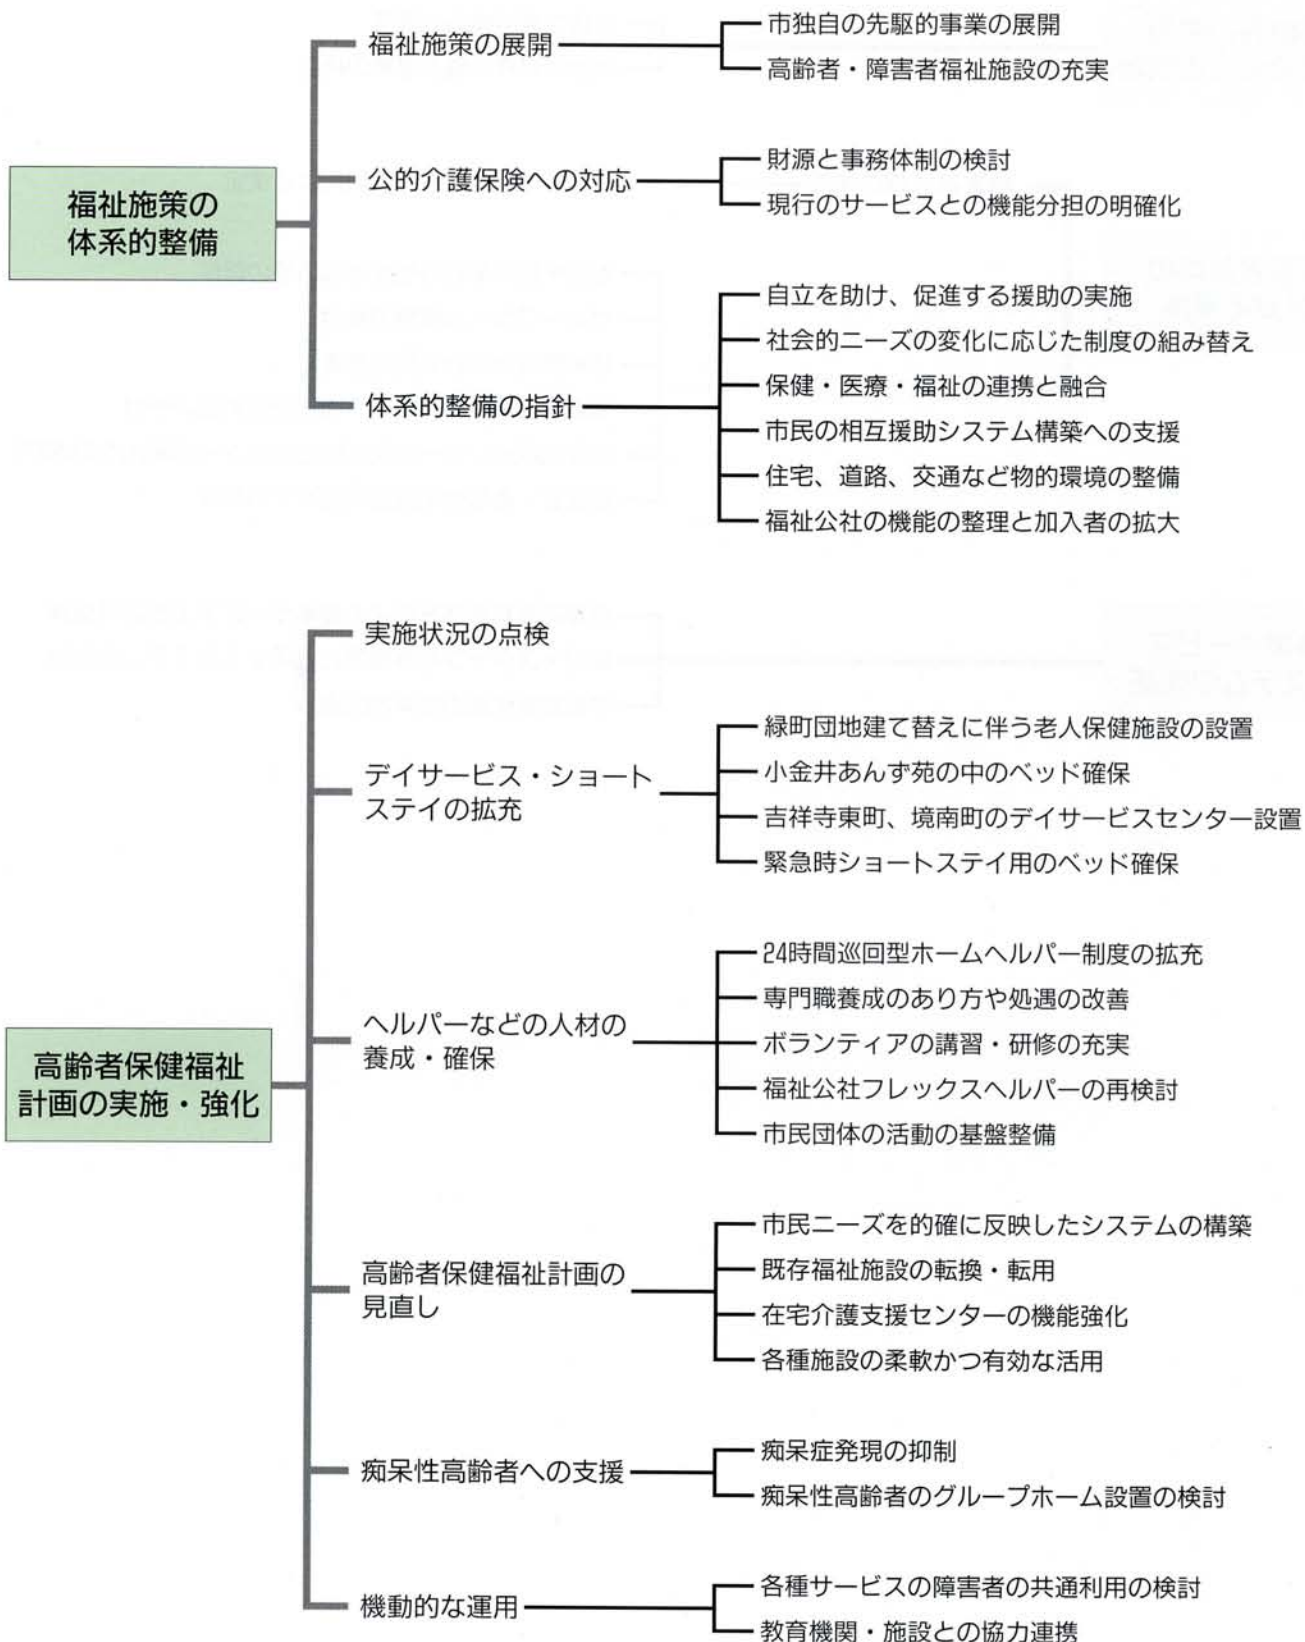 福祉施策の
体系的整備
福祉施策の展開
市独自の先駆的事業の展開
高齢者・障害者福祉施設の充実
公的介護保険への対応
財源と事務体制の検討
現行のサービスとの機能分担の明確化
体系的整備の指針
自立を助け、促進する援助の実施
社会的ニーズの変化に応じた制度の組み替え
保健・医療・福祉の連携と融合
市民の相互援助システム構築への支援
住宅、道路、交通など物的環境の整備
福祉公社の機能の整理と加入者の拡大
高齢者保健福祉
計画の実施・強化
実施状況の点検
デイサービス・ショート
ステイの拡充
緑町団地建て替えに伴う老人保健施設の設置
小金井あんず苑の中のベッド確保
吉祥寺東町、境南町のデイサービスセンター設置
緊急時ショートステイ用のベッド確保
ヘルパーなどの人材の
養成・確保
24時間巡回型ホームヘルパー制度の拡充
専門職養成のあり方や処遇の改善
ボランティアの講習・研修の充実
福祉公社フレックスヘルパーの再検討
市民団体の活動の基盤整備
高齢者保健福祉計画の
見直し
市民ニーズを的確に反映したシステムの構築
既存福祉施設の転換・転用
在宅介護支援センターの機能強化
各種施設の柔軟かつ有効な活用
痴呆性高齢者への支援
痴呆症発現の抑制
痴呆性高齢者のグループホーム設置の検討
機動的な運用
各種サービスの障害者の共通利用の検討
教育機関・施設との協力連携